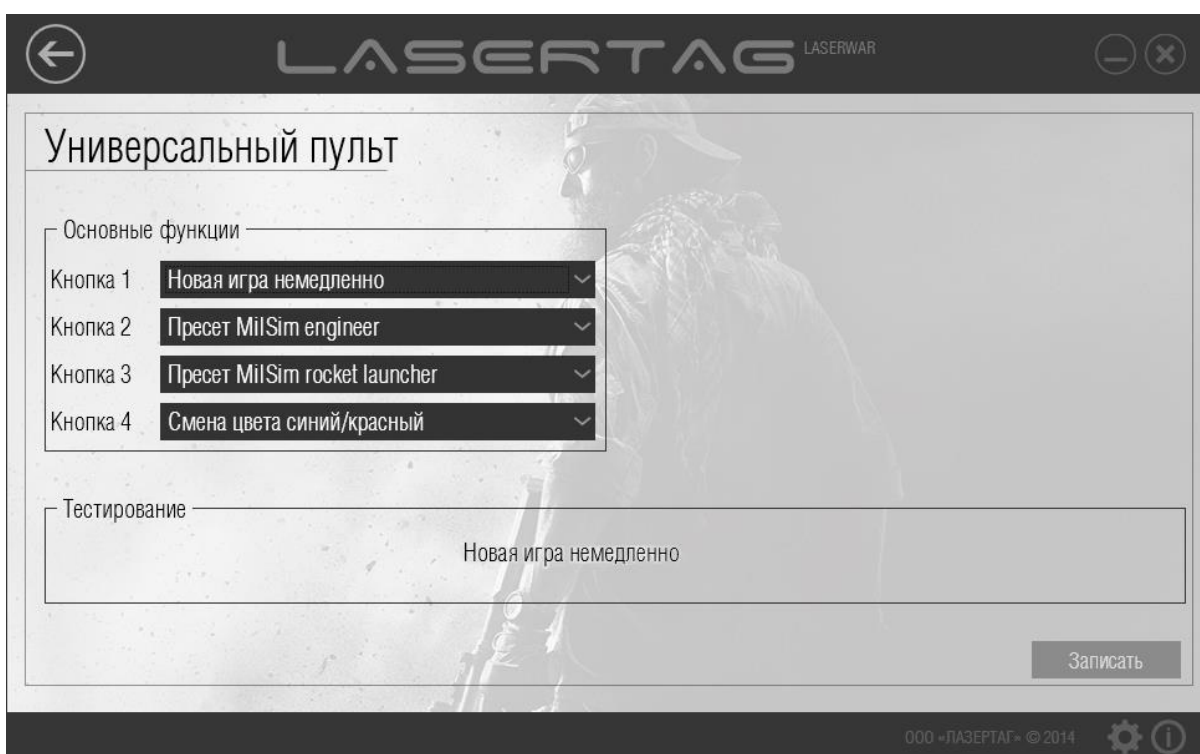 LASERTAG LASERWAR
Универсальный пульт
Основные функции
Кнопка 1 Новая игра немедленно
Кнопка 2 Пресет MilSim engineer
Кнопка 3 Пресет MilSim rocket launcher
Кнопка 4 Смена цвета синий/красный
Тестирование
Новая игра немедленно
Записать
ООО «ЛАЗЕРТАГ» © 2014